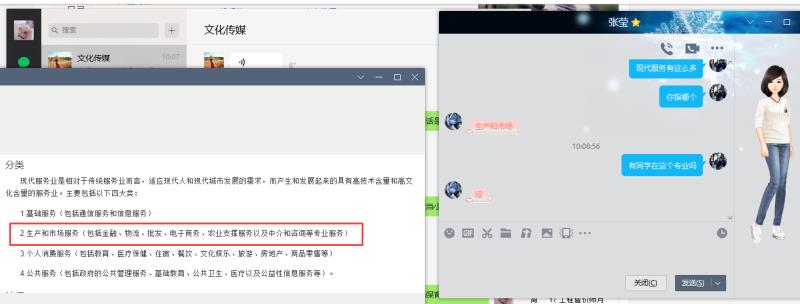 搜索
文化传媒
10:07
文化传媒
分类
现代服务业是相对于传统服务业而言，适应现代人和现代城市发展的需求，而产生和发展起来的具有高技术含量和高文
化含量的服务业。主要包括以下四大类：
1.基础服务（包括通信服务和信息服务）
2.生产和市场服务（包括金融、物流、批发、电子商务、农业支撑服务以及中介和咨询等专业服务）
3.个人消费服务（包括教育、医疗保健、住宿、餐饮、文化娱乐、旅游、房地产、商品零售等）
4.公共服务（包括政府的公共管理服务、基础教育、公共卫生、医疗以及公益性信息服务等）。
张莹
现代服务有这么多
你指哪个
生产和市场
10:08:56
有同学在这个专业吗
GIF
关闭(C)
发送(S)